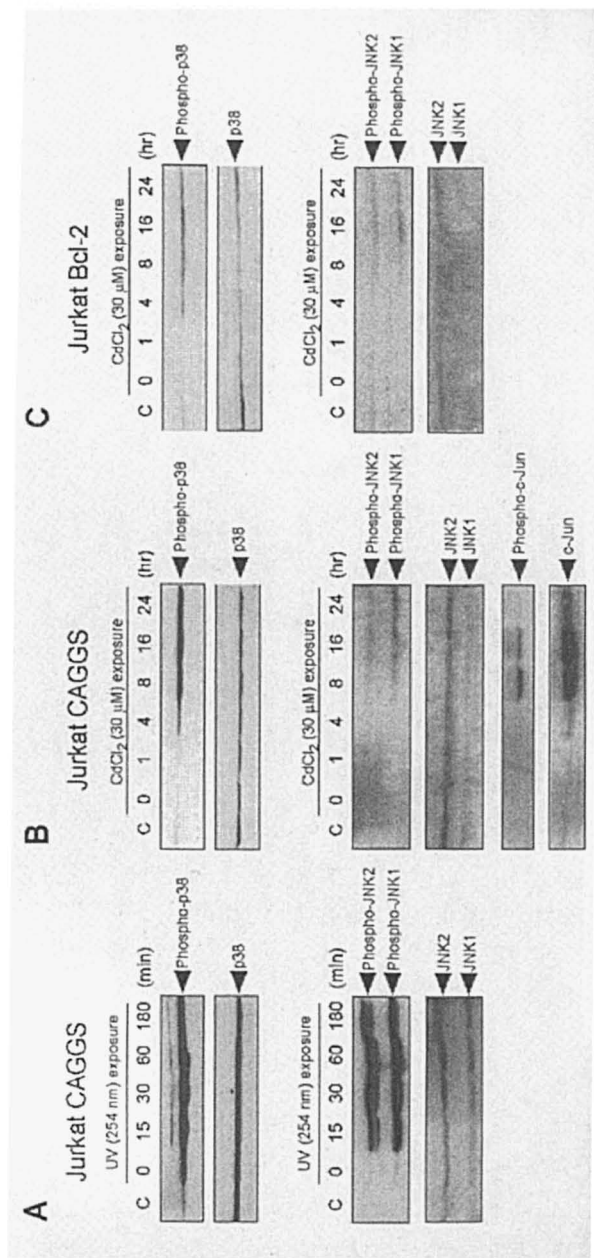 A
Jurkat CAGGS
UV (254 nm) exposure
C 0 15 30 60 180 (min)
Phospho-p38
p38
UV (254 nm) exposure
C 0 15 30 60 180 (min)
Phospho-JNK2
Phospho-JNK1
JNK2
JNK1
B
Jurkat CAGGS
CdCl₂ (30 µM) exposure
C 0 1 4 8 16 24 (hr)
Phospho-p38
p38
CdCl₂ (30 µM) exposure
C 0 1 4 8 16 24 (hr)
Phospho-JNK2
Phospho-JNK1
JNK2
JNK1
Phospho-c-Jun
c-Jun
C
Jurkat Bcl-2
CdCl₂ (30 µM) exposure
C 0 1 4 8 16 24 (hr)
Phospho-p38
p38
CdCl₂ (30 µM) exposure
C 0 1 4 8 16 24 (hr)
Phospho-JNK2
Phospho-JNK1
JNK2
JNK1